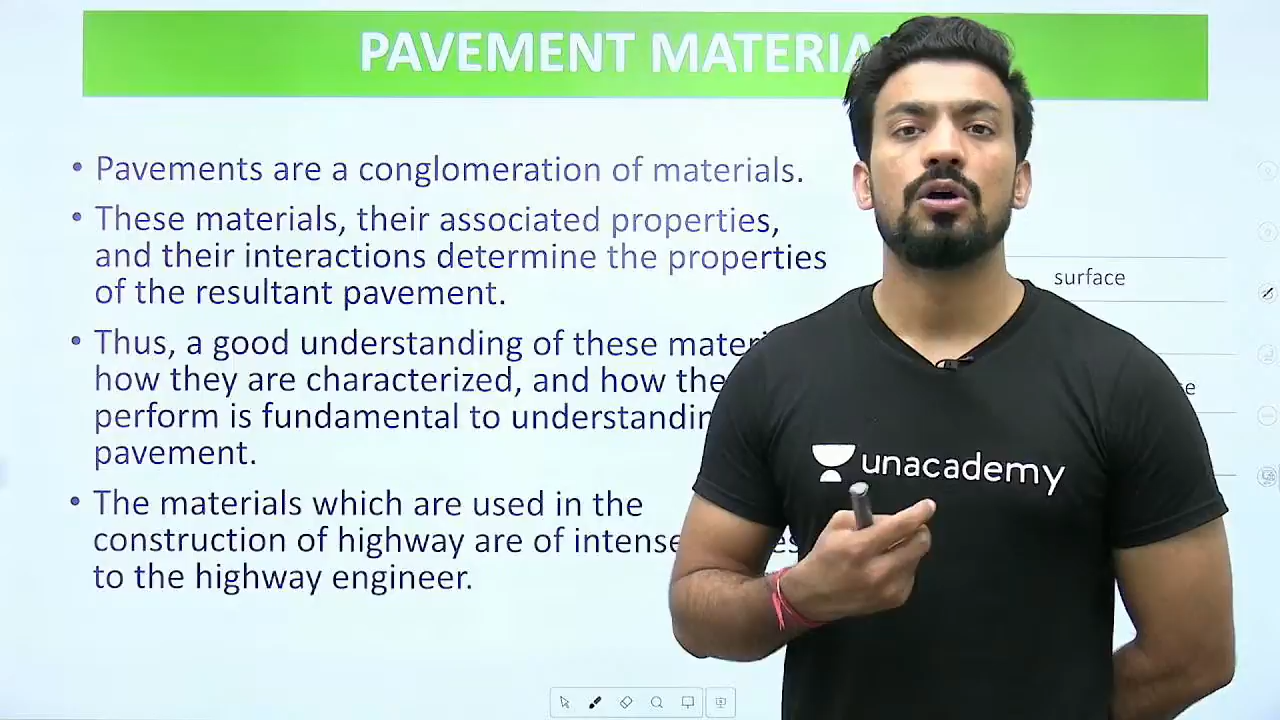 PAVEMENT MATERIA
• Pavements are a conglomeration of materials.
• These materials, their associated properties,
and their interactions determine the properties
of the resultant pavement.
• Thus, a good understanding of these materi
how they are characterized, and how the
perform is fundamental to understandin
pavement.
• The materials which are used in the
construction of highway are of intense
to the highway engineer.
surface
unacademy